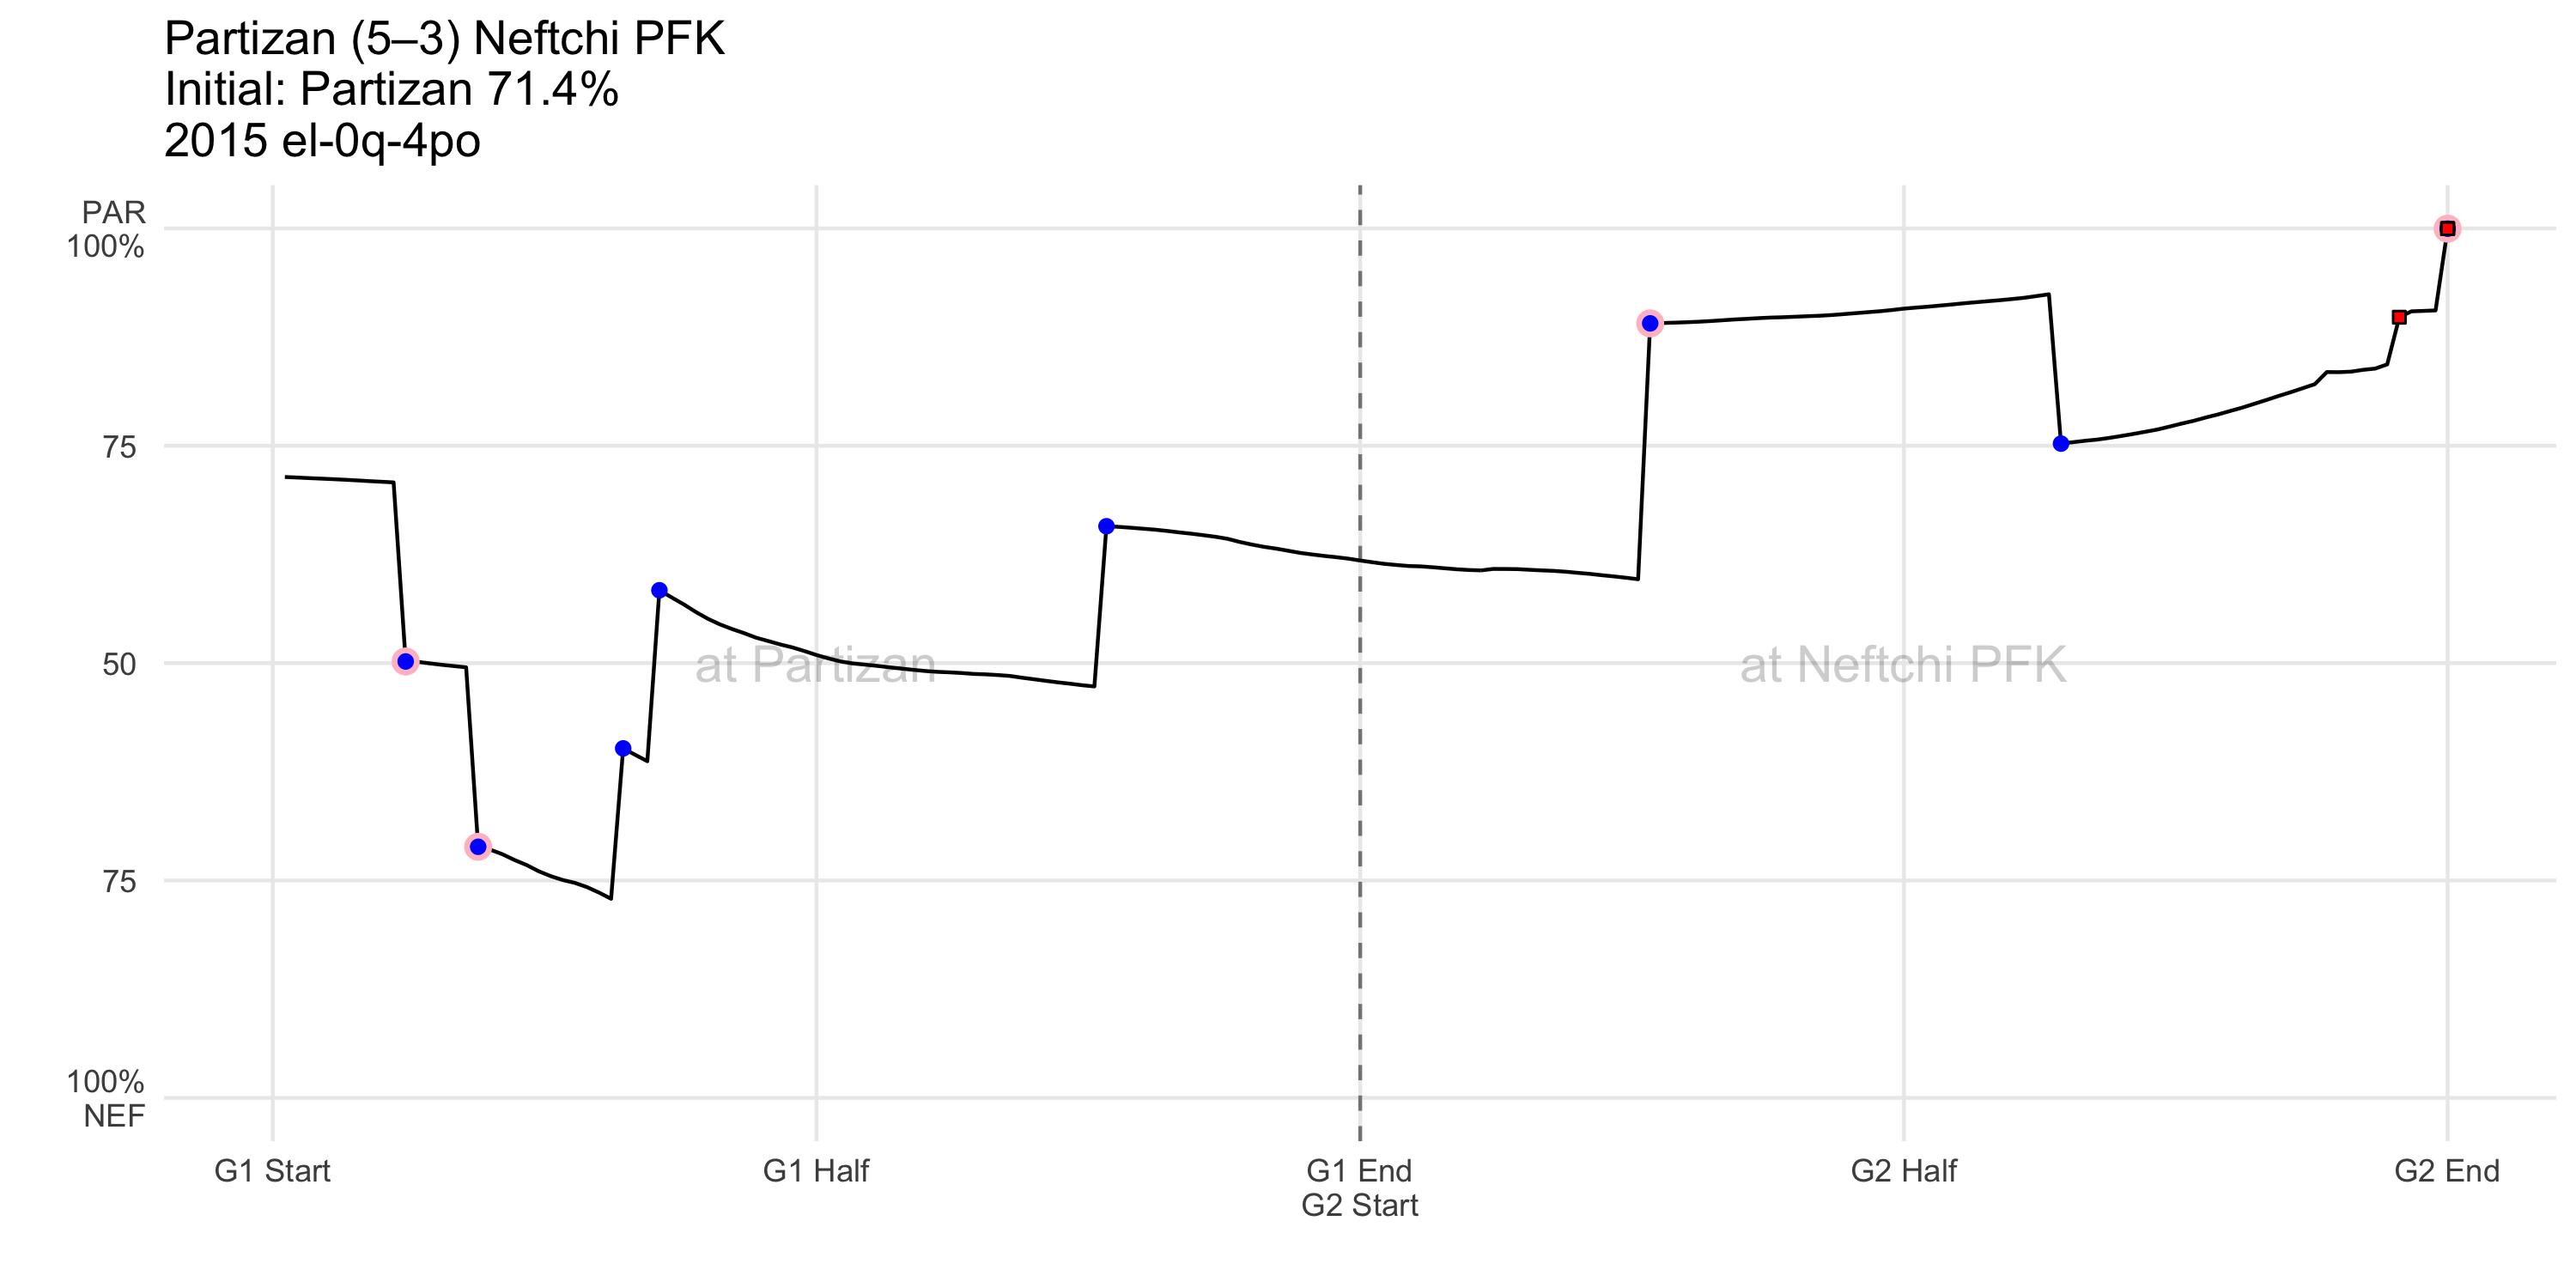 Partizan (5–3) Neftchi PFK
Initial: Partizan 71.4%
2015 el-0q-4po
PAR
100%
75
50
75
100%
NEF
at Partizan
at Neftchi PFK
G1 Start
G1 Half
G1 End
G2 Start
G2 Half
G2 End